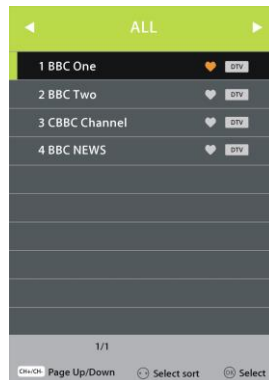 ALL
1 BBC One DTV
2 BBC Two DTV
3 CBBC Channel DTV
4 BBC NEWS DTV
1/1
CH+/CH- Page Up/Down Select sort OK Select